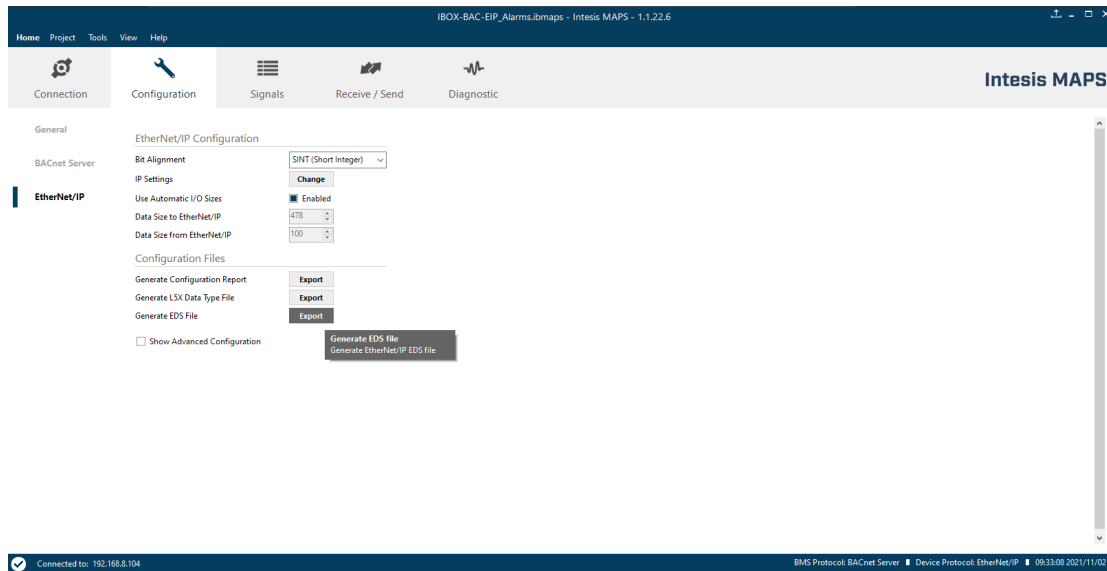 IBOX-BAC-EIP_Alarms.ibmaps - Intesis MAPS - 1.1.22.6
Home Project Tools View Help
Connection Configuration Signals Receive / Send Diagnostic
Intesis MAPS
General
BACnet Server
EtherNet/IP
EtherNet/IP Configuration
Bit Alignment SINT (Short Integer)
IP Settings Change
Use Automatic I/O Sizes Enabled
Data Size to EtherNet/IP 478
Data Size from EtherNet/IP 100
Configuration Files
Generate Configuration Report Export
Generate L5X Data Type File Export
Generate EDS File Export
Show Advanced Configuration
Generate EDS file
Generate EtherNet/IP EDS file
Connected to: 192.168.8.104 BMS Protocol: BACnet Server Device Protocol: EtherNet/IP 09:33:08 2021/11/02